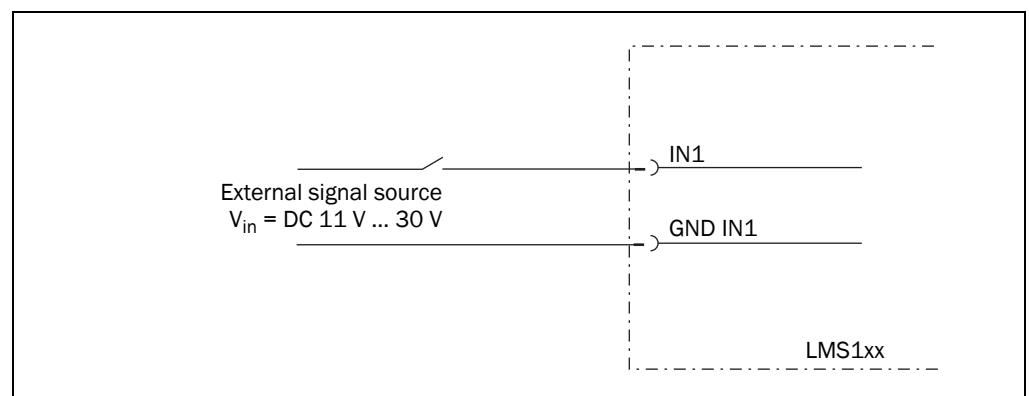 IN1
External signal source
Vin = DC 11 V ... 30 V
GND IN1
LMS1xx